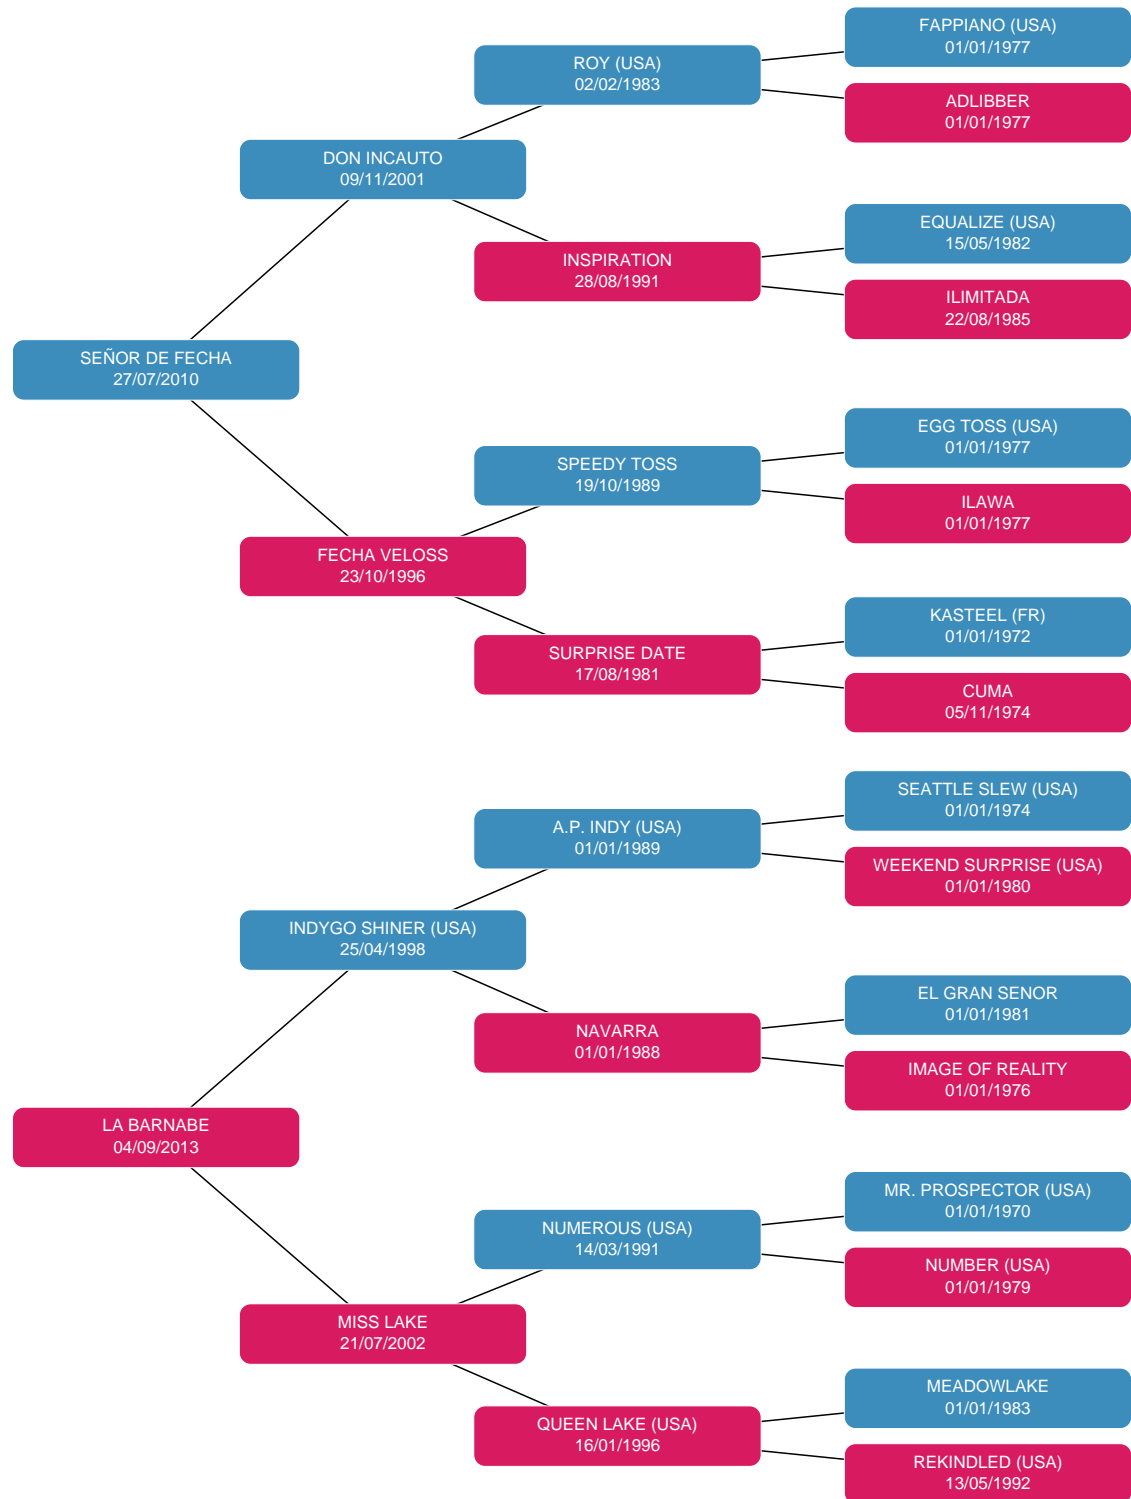 FAPPIANO (USA)
01/01/1977
ROY (USA)
02/02/1983
ADLIBBER
01/01/1977
DON INCAUTO
09/11/2001
EQUALIZE (USA)
15/05/1982
INSPIRATION
28/08/1991
ILIMITADA
22/08/1985
SEÑOR DE FECHA
27/07/2010
EGG TOSS (USA)
01/01/1977
SPEEDY TOSS
19/10/1989
ILAWA
01/01/1977
FECHA VELOSS
23/10/1996
KASTEEL (FR)
01/01/1972
SURPRISE DATE
17/08/1981
CUMA
05/11/1974
SEATTLE SLEW (USA)
01/01/1974
A.P. INDY (USA)
01/01/1989
WEEKEND SURPRISE (USA)
01/01/1980
INDYGO SHINER (USA)
25/04/1998
EL GRAN SENOR
01/01/1981
NAVARRA
01/01/1988
IMAGE OF REALITY
01/01/1976
LA BARNABE
04/09/2013
MR. PROSPECTOR (USA)
01/01/1970
NUMEROUS (USA)
14/03/1991
NUMBER (USA)
01/01/1979
MISS LAKE
21/07/2002
MEADOWLAKE
01/01/1983
QUEEN LAKE (USA)
16/01/1996
REKINDLED (USA)
13/05/1992